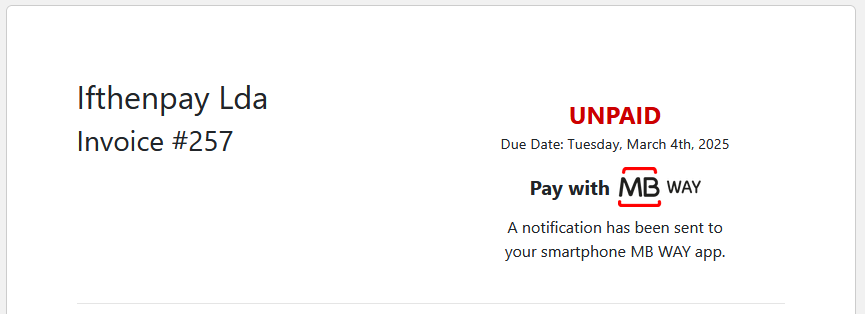 Ifthenpay Lda
Invoice #257
UNPAID
Due Date: Tuesday, March 4th, 2025
Pay with MB WAY
A notification has been sent to
your smartphone MB WAY app.